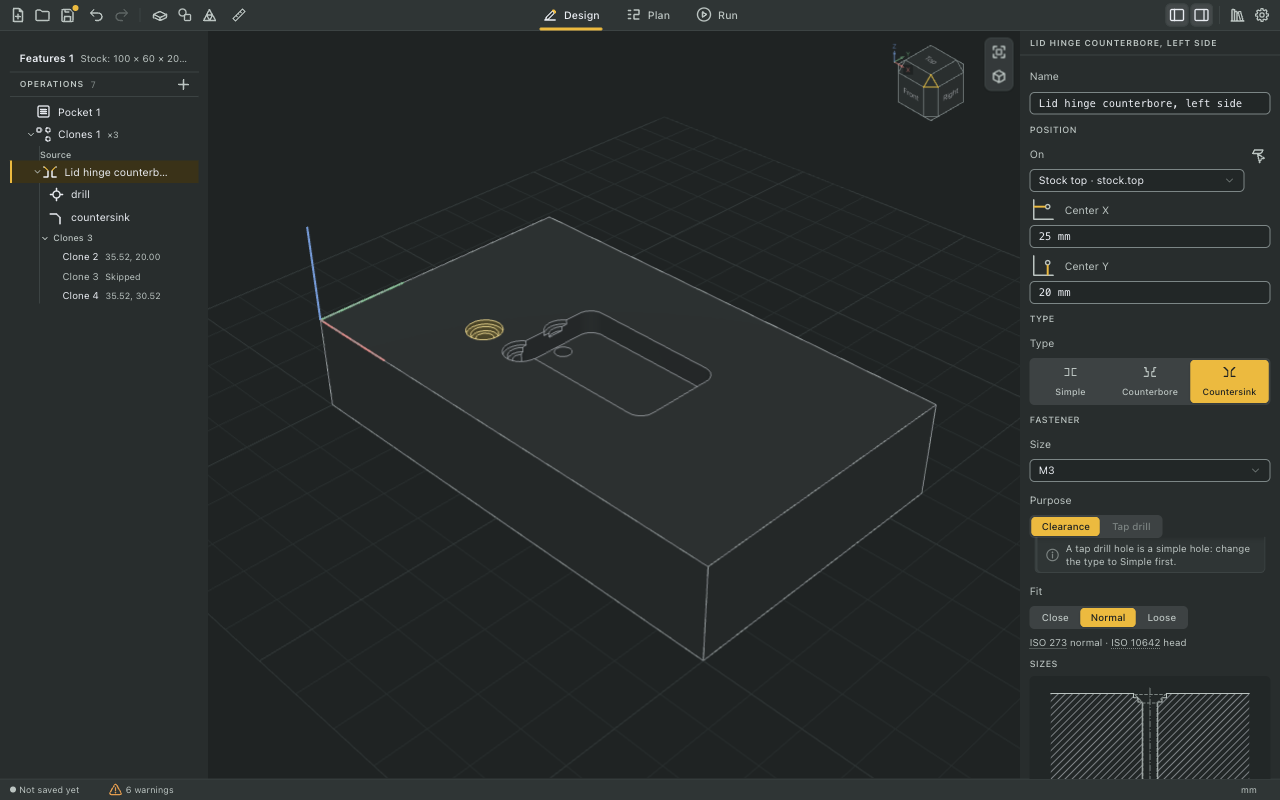 Design
Plan
Run
Features 1 Stock: 100 × 60 × 20...
OPERATIONS 7
Pocket 1
Clones 1 ×3
Source
Lid hinge counterb...
drill
countersink
Clones 3
Clone 2 35.52, 20.00
Clone 3 Skipped
Clone 4 35.52, 30.52
Z
Top
Front
Right
LID HINGE COUNTERBORE, LEFT SIDE
Name
Lid hinge counterbore, left side
POSITION
On
Stock top · stock.top
Center X
25 mm
Center Y
20 mm
TYPE
Type
Simple
Counterbore
Countersink
FASTENER
Size
M3
Purpose
Clearance
Tap drill
A tap drill hole is a simple hole: change
the type to Simple first.
Fit
Close
Normal
Loose
ISO 273 normal · ISO 10642 head
SIZES
Not saved yet
6 warnings
mm